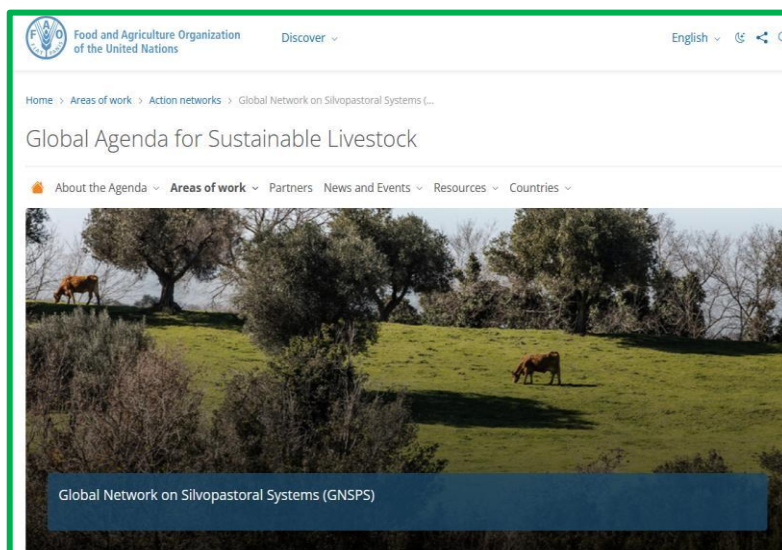 F A O
FIAT PANIS
Food and Agriculture Organization
of the United Nations
Discover
English
Home > Areas of work > Action networks > Global Network on Silvopastoral Systems (...
Global Agenda for Sustainable Livestock
About the Agenda Areas of work Partners News and Events Resources Countries
Global Network on Silvopastoral Systems (GNSPS)